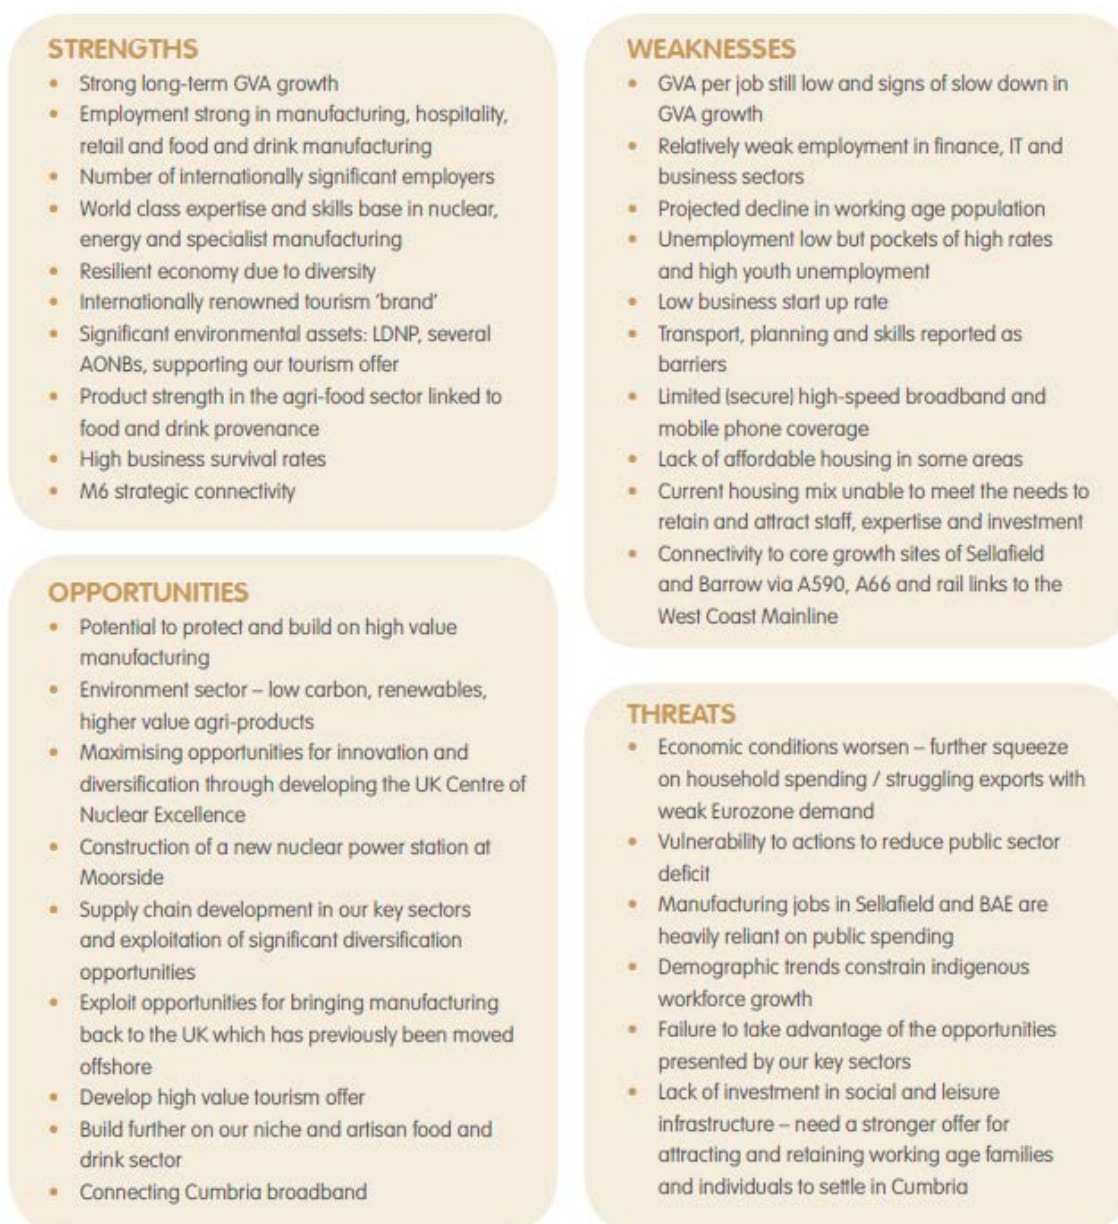 STRENGTHS
• Strong long-term GVA growth
• Employment strong in manufacturing, hospitality,
retail and food and drink manufacturing
• Number of internationally significant employers
• World class expertise and skills base in nuclear,
energy and specialist manufacturing
• Resilient economy due to diversity
• Internationally renowned tourism ‘brand’
• Significant environmental assets: LDNP, several
AONBs, supporting our tourism offer
• Product strength in the agri-food sector linked to
food and drink provenance
• High business survival rates
• M6 strategic connectivity
WEAKNESSES
• GVA per job still low and signs of slow down in
GVA growth
• Relatively weak employment in finance, IT and
business sectors
• Projected decline in working age population
• Unemployment low but pockets of high rates
and high youth unemployment
• Low business start up rate
• Transport, planning and skills reported as
barriers
• Limited (secure) high-speed broadband and
mobile phone coverage
• Lack of affordable housing in some areas
• Current housing mix unable to meet the needs to
retain and attract staff, expertise and investment
• Connectivity to core growth sites of Sellafield
and Barrow via A590, A66 and rail links to the
West Coast Mainline
OPPORTUNITIES
• Potential to protect and build on high value
manufacturing
• Environment sector – low carbon, renewables,
higher value agri-products
• Maximising opportunities for innovation and
diversification through developing the UK Centre of
Nuclear Excellence
• Construction of a new nuclear power station at
Moorside
• Supply chain development in our key sectors
and exploitation of significant diversification
opportunities
• Exploit opportunities for bringing manufacturing
back to the UK which has previously been moved
offshore
• Develop high value tourism offer
• Build further on our niche and artisan food and
drink sector
• Connecting Cumbria broadband
THREATS
• Economic conditions worsen – further squeeze
on household spending / struggling exports with
weak Eurozone demand
• Vulnerability to actions to reduce public sector
deficit
• Manufacturing jobs in Sellafield and BAE are
heavily reliant on public spending
• Demographic trends constrain indigenous
workforce growth
• Failure to take advantage of the opportunities
presented by our key sectors
• Lack of investment in social and leisure
infrastructure – need a stronger offer for
attracting and retaining working age families
and individuals to settle in Cumbria